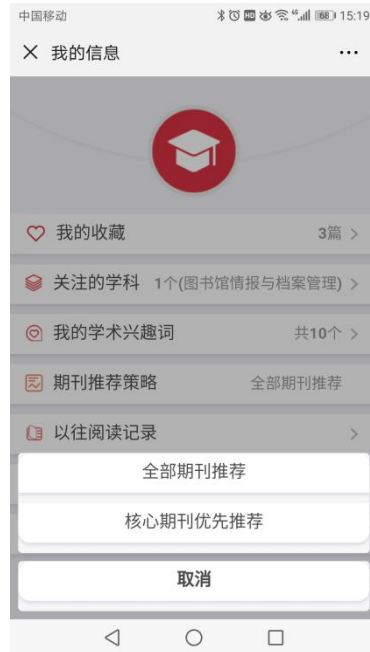 中国移动 HD 46 68 15:19
我的信息
我的收藏 3篇
关注的学科 1个(图书馆情报与档案管理)
我的学术兴趣词 共10个
期刊推荐策略 全部期刊推荐
以往阅读记录
全部期刊推荐
核心期刊优先推荐
取消